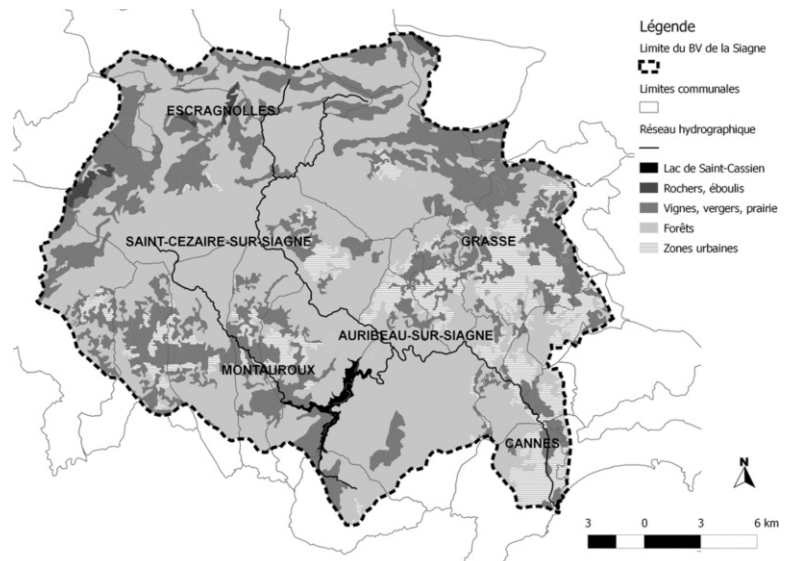 Légende
Limite du BV de la Siagne
Limites communales
Réseau hydrographique
Lac de Saint-Cassien
Rochers, éboulis
Vignes, vergers, prairie
Forêts
Zones urbaines
ESCRAGNOLLES
SAINT-CEZAIRE-SUR-SIAGNE
GRASSE
AURIBEAU-SUR-SIAGNE
MONTAUROUX
CANNES
N
3 0 3 6 km